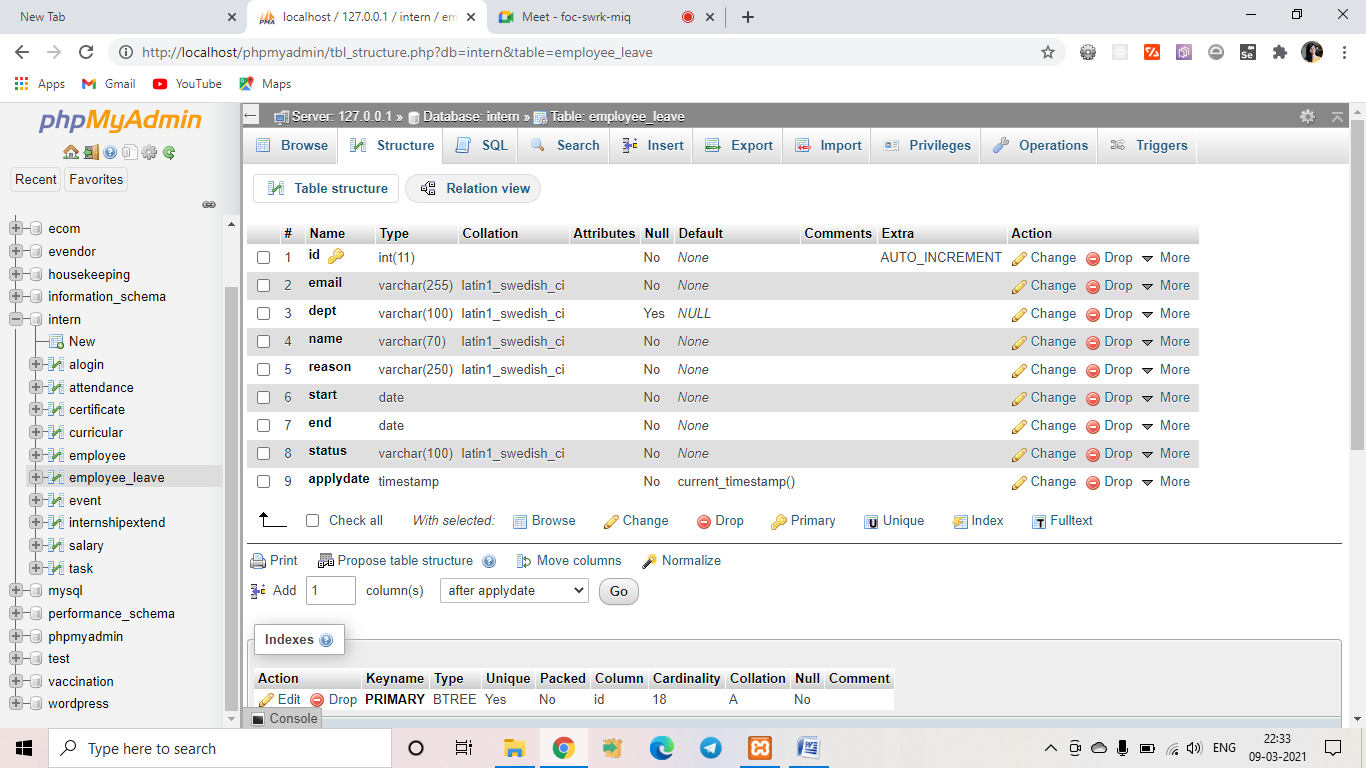 New Tab
localhost / 127.0.0.1 / intern / em
Meet - foc-swrk-miq
http://localhost/phpmyadmin/tbl_structure.php?db=intern&table=employee_leave
Apps Gmail YouTube Maps
phpMyAdmin
Recent Favorites
ecom
evendor
housekeeping
information_schema
intern
New
alogin
attendance
certificate
curricular
employee
employee_leave
event
internshipextend
salary
task
mysql
performance_schema
phpmyadmin
test
vaccination
wordpress
Server: 127.0.0.1 » Database: intern » Table: employee_leave
Browse Structure SQL Search Insert Export Import Privileges Operations Triggers
Table structure Relation view
# Name Type Collation Attributes Null Default Comments Extra Action
1 id int(11) No None AUTO_INCREMENT Change Drop More
2 email varchar(255) latin1_swedish_ci No None Change Drop More
3 dept varchar(100) latin1_swedish_ci Yes NULL Change Drop More
4 name varchar(70) latin1_swedish_ci No None Change Drop More
5 reason varchar(250) latin1_swedish_ci No None Change Drop More
6 start date No None Change Drop More
7 end date No None Change Drop More
8 status varchar(100) latin1_swedish_ci No None Change Drop More
9 applydate timestamp No current_timestamp() Change Drop More
Check all With selected: Browse Change Drop Primary Unique Index Fulltext
Print Propose table structure Move columns Normalize
Add 1 column(s) after applydate Go
Indexes
Action Keyname Type Unique Packed Column Cardinality Collation Null Comment
Edit Drop PRIMARY BTREE Yes No id 18 A No
Console
Type here to search
ENG
22:33
09-03-2021